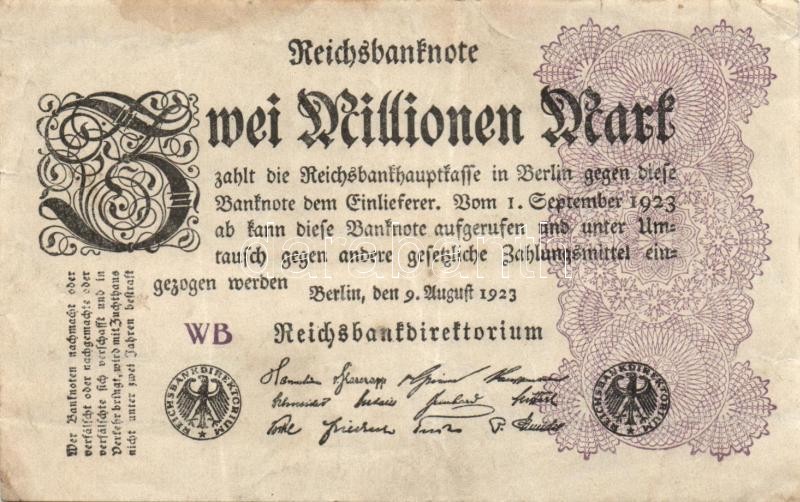 Reichsbanknote
Zwei Millionen Mark
zahlt die Reichsbankhauptkasse in Berlin gegen diese
Banknote dem Einlieferer. Vom 1. September 1923
ab kann diese Banknote aufgerufen und unter Um=
tausch gegen andere gesetzliche Zahlungsmittel ein=
gezogen werden
Berlin, den 9. August 1923
WB
Reichsbankdirektorium
Wer Banknoten nachmacht oder
verfälscht oder nachgemachte oder
verfälschte sich verschafft und in
Verkehr bringt, wird mit Zuchthaus
nicht unter zwei Jahren bestraft
REICHSBANKDIREKTORIUM
REICHSBANKDIREKTORIUM